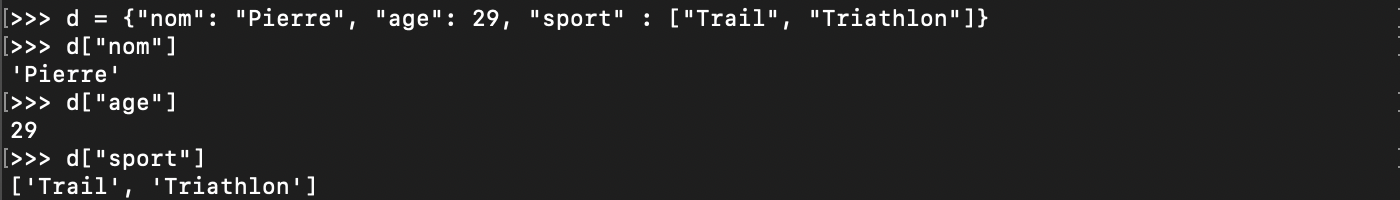 [>>> d = {"nom": "Pierre", "age": 29, "sport" : ["Trail", "Triathlon"]}
[>>> d["nom"]
'Pierre'
[>>> d["age"]
29
[>>> d["sport"]
['Trail', 'Triathlon']